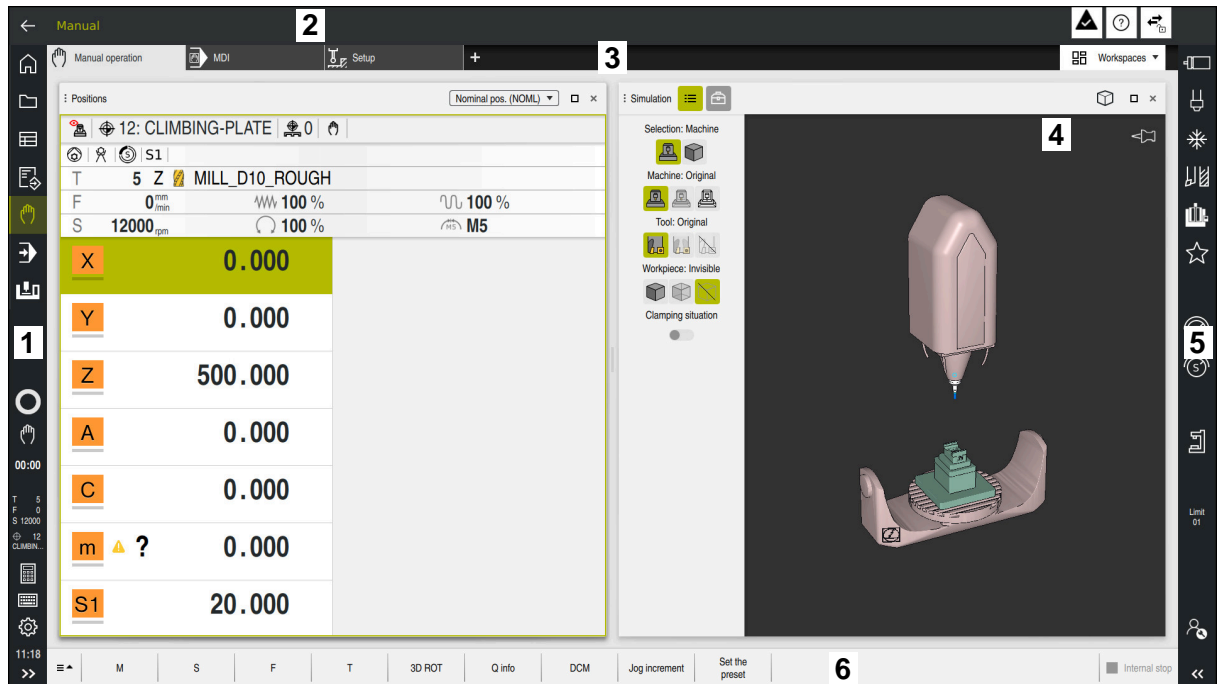 Manual
2
?
Manual operation
MDI
Setup
+
3
Workspaces
Positions
Nominal pos. (NOML)
Simulation
4
12: CLIMBING-PLATE
0
S1
T 5 Z MILL_D10_ROUGH
F 0 mm/min 100 % 100 %
S 12000 rpm 100 % M5 M5
X 0.000
Y 0.000
Z 500.000
A 0.000
C 0.000
m ? 0.000
S1 20.000
Selection: Machine
Machine: Original
Tool: Original
Workpiece: Invisible
Clamping situation
1
00:00
T 5
F 0
S 12000
12
CLIMBIN...
11:18
5
S
Limit
01
M
S
F
T
3D ROT
Q info
DCM
Jog increment
Set the
preset
6
Internal stop